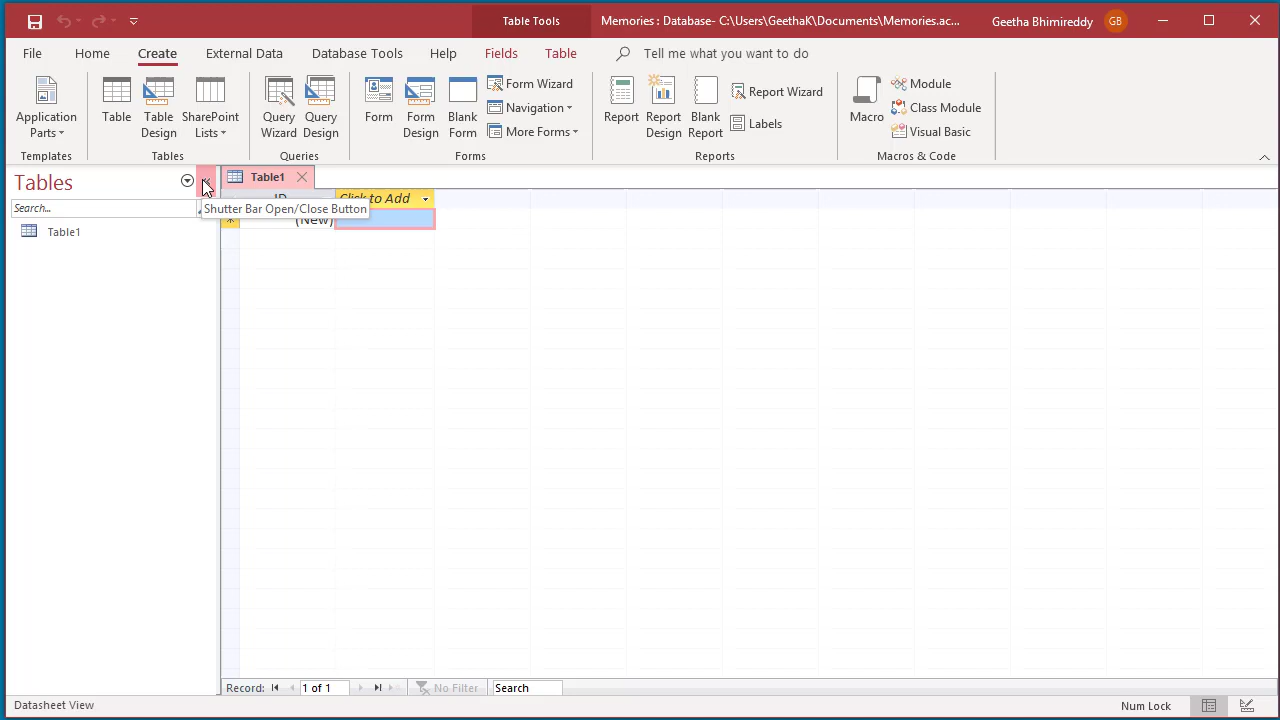 Table Tools
Memories : Database- C:\Users\GeethaK\Documents\Memories.ac...
Geetha Bhimireddy
GB
File
Home
Create
External Data
Database Tools
Help
Fields
Table
Tell me what you want to do
Application
Parts
Table
Table
Design
SharePoint
Lists
Query
Wizard
Query
Design
Form
Form
Design
Blank
Form
Form Wizard
Navigation
More Forms
Report
Report
Design
Blank
Report
Report Wizard
Labels
Macro
Module
Class Module
Visual Basic
Templates
Tables
Queries
Forms
Reports
Macros & Code
Tables
Search...
Table1
Table1
Click to Add
Shutter Bar Open/Close Button
(New)
Record:
1 of 1
No Filter
Search
Datasheet View
Num Lock